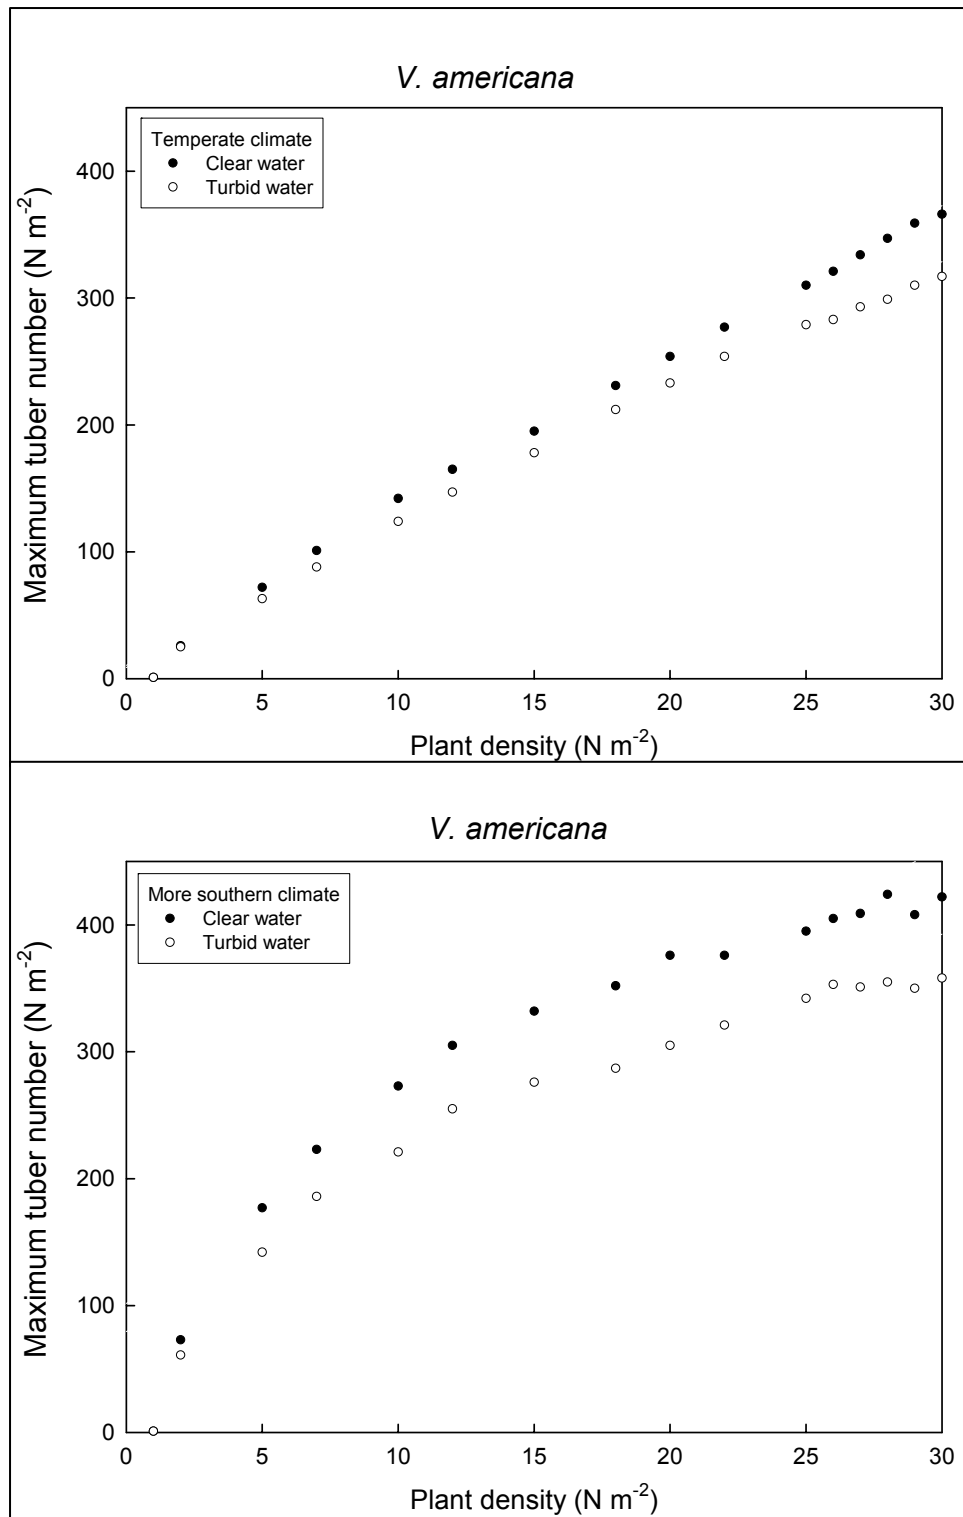 V. americana
Temperate climate
Clear water
Turbid water
Maximum tuber number (N m-2)
400
300
200
100
0
0 5 10 15 20 25 30
Plant density (N m-2)
V. americana
More southern climate
Clear water
Turbid water
Maximum tuber number (N m-2)
400
300
200
100
0
0 5 10 15 20 25 30
Plant density (N m-2)